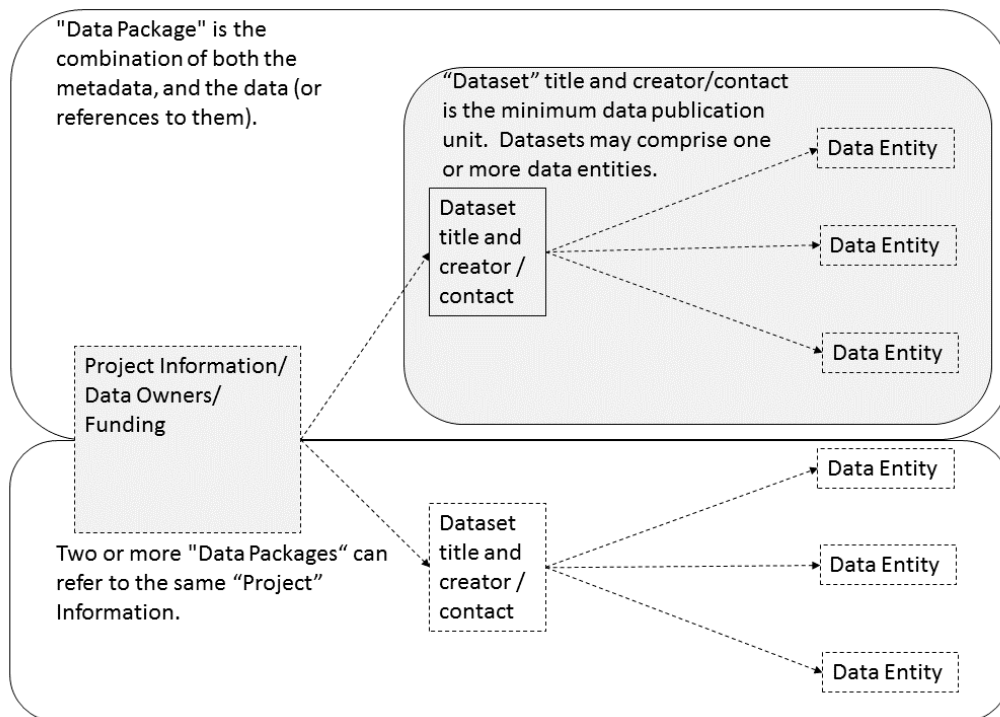 "Data Package" is the
combination of both the
metadata, and the data (or
references to them).
“Dataset” title and creator/contact
is the minimum data publication
unit.  Datasets may comprise one
or more data entities.
Data Entity
Dataset
title and
creator /
contact
Data Entity
Data Entity
Project Information/
Data Owners/
Funding
Two or more "Data Packages“ can
refer to the same “Project”
Information.
Data Entity
Dataset
title and
creator /
contact
Data Entity
Data Entity